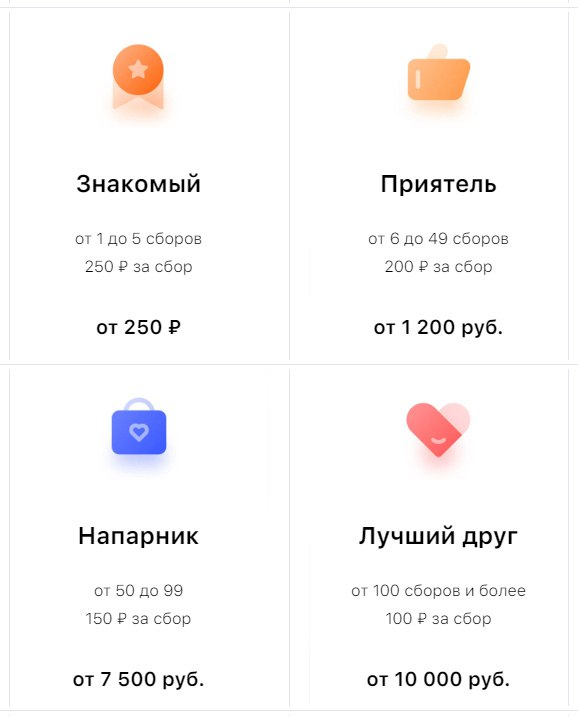 Знакомый
от 1 до 5 сборов
250 ₽ за сбор
от 250 ₽
Приятель
от 6 до 49 сборов
200 ₽ за сбор
от 1 200 руб.
Напарник
от 50 до 99
150 ₽ за сбор
от 7 500 руб.
Лучший друг
от 100 сборов и более
100 ₽ за сбор
от 10 000 руб.